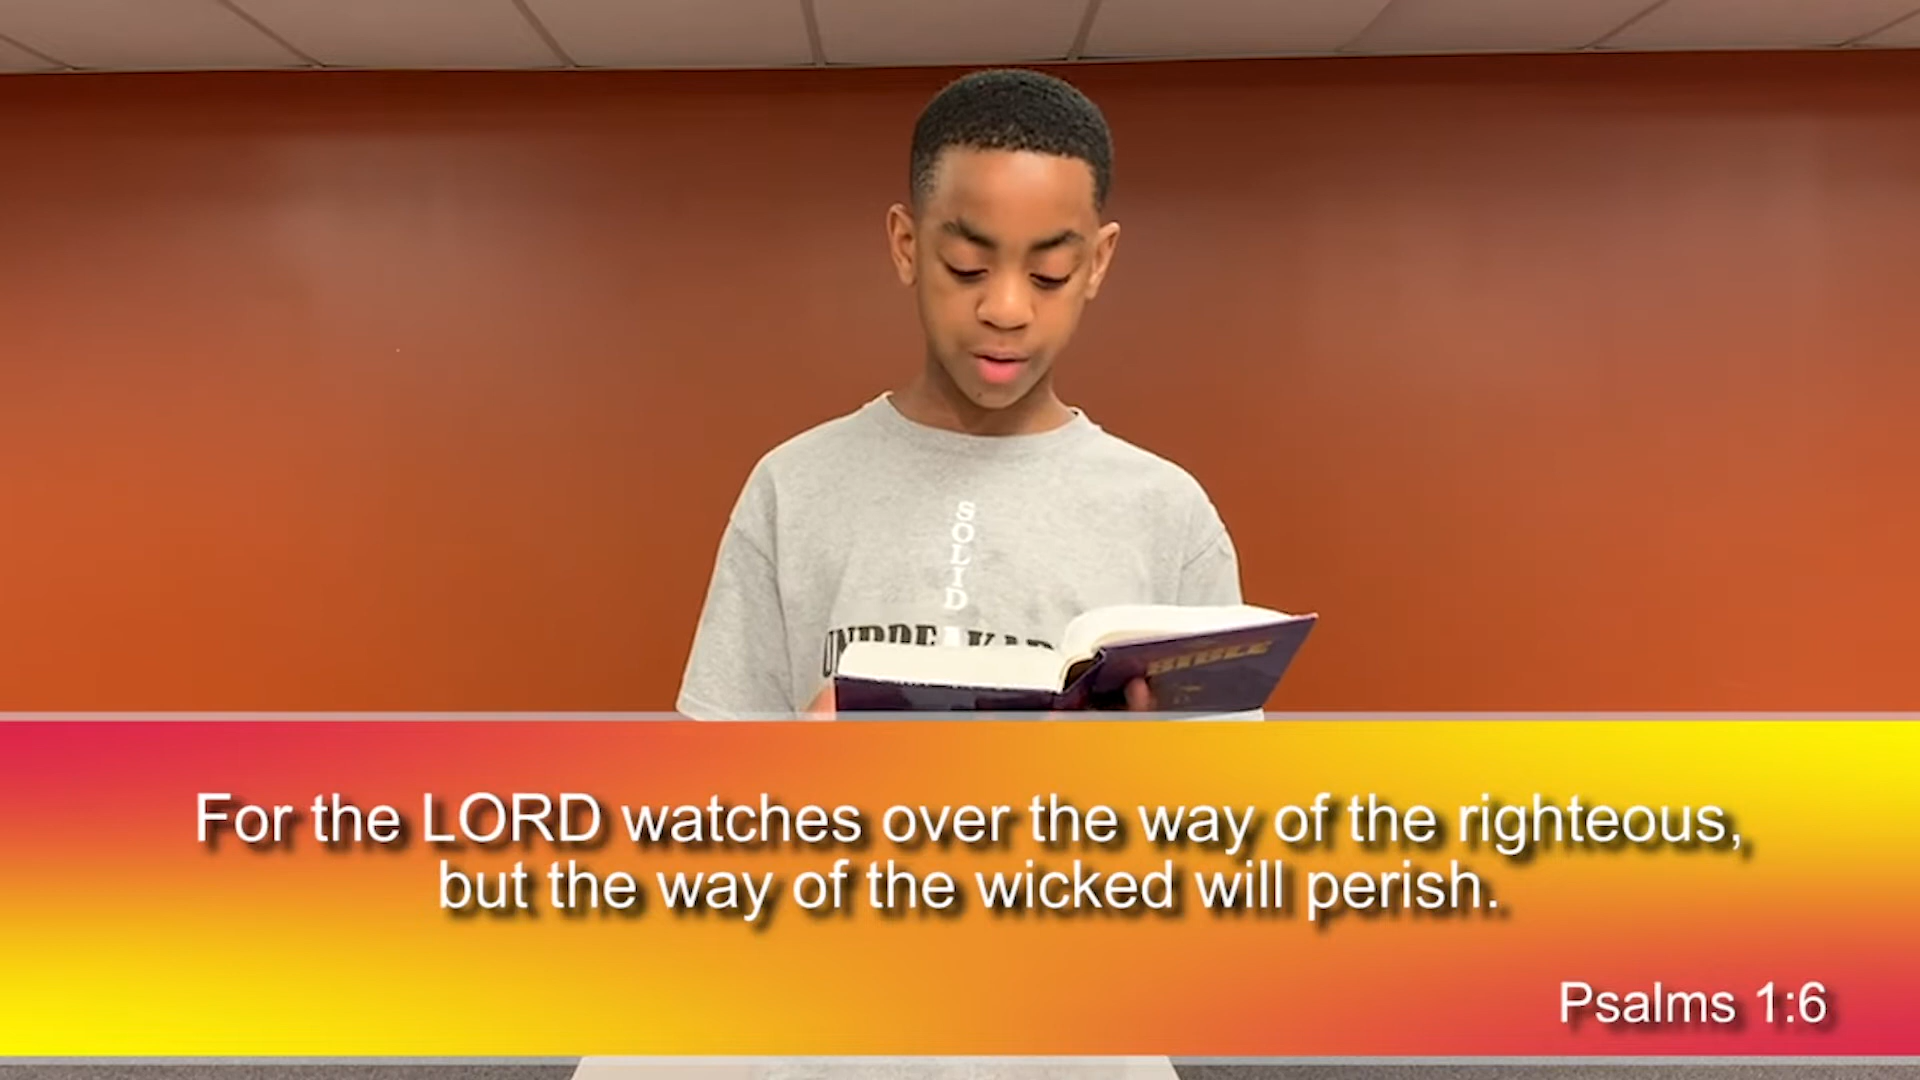 SOLID
BIBLE
For the LORD watches over the way of the righteous,
but the way of the wicked will perish.
Psalms 1:6